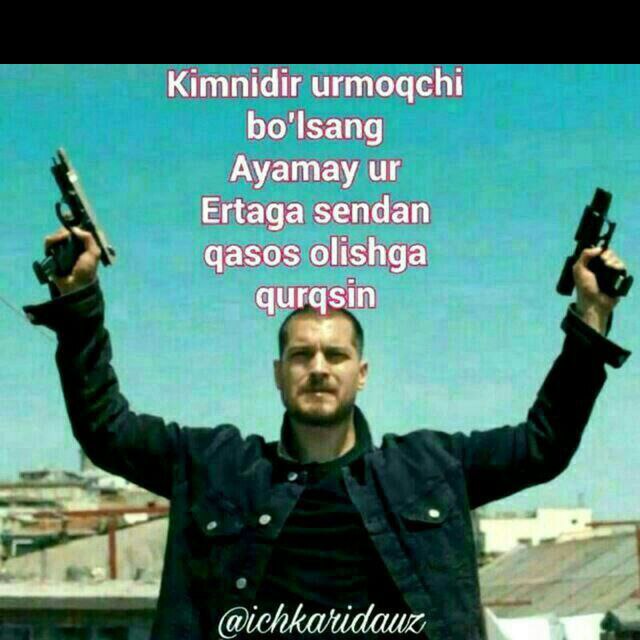 Kimnidir urmoqchi
bo'lsang
Ayamay ur
Ertaga sendan
qasos olishga
qurqsin
@ichkaridauz